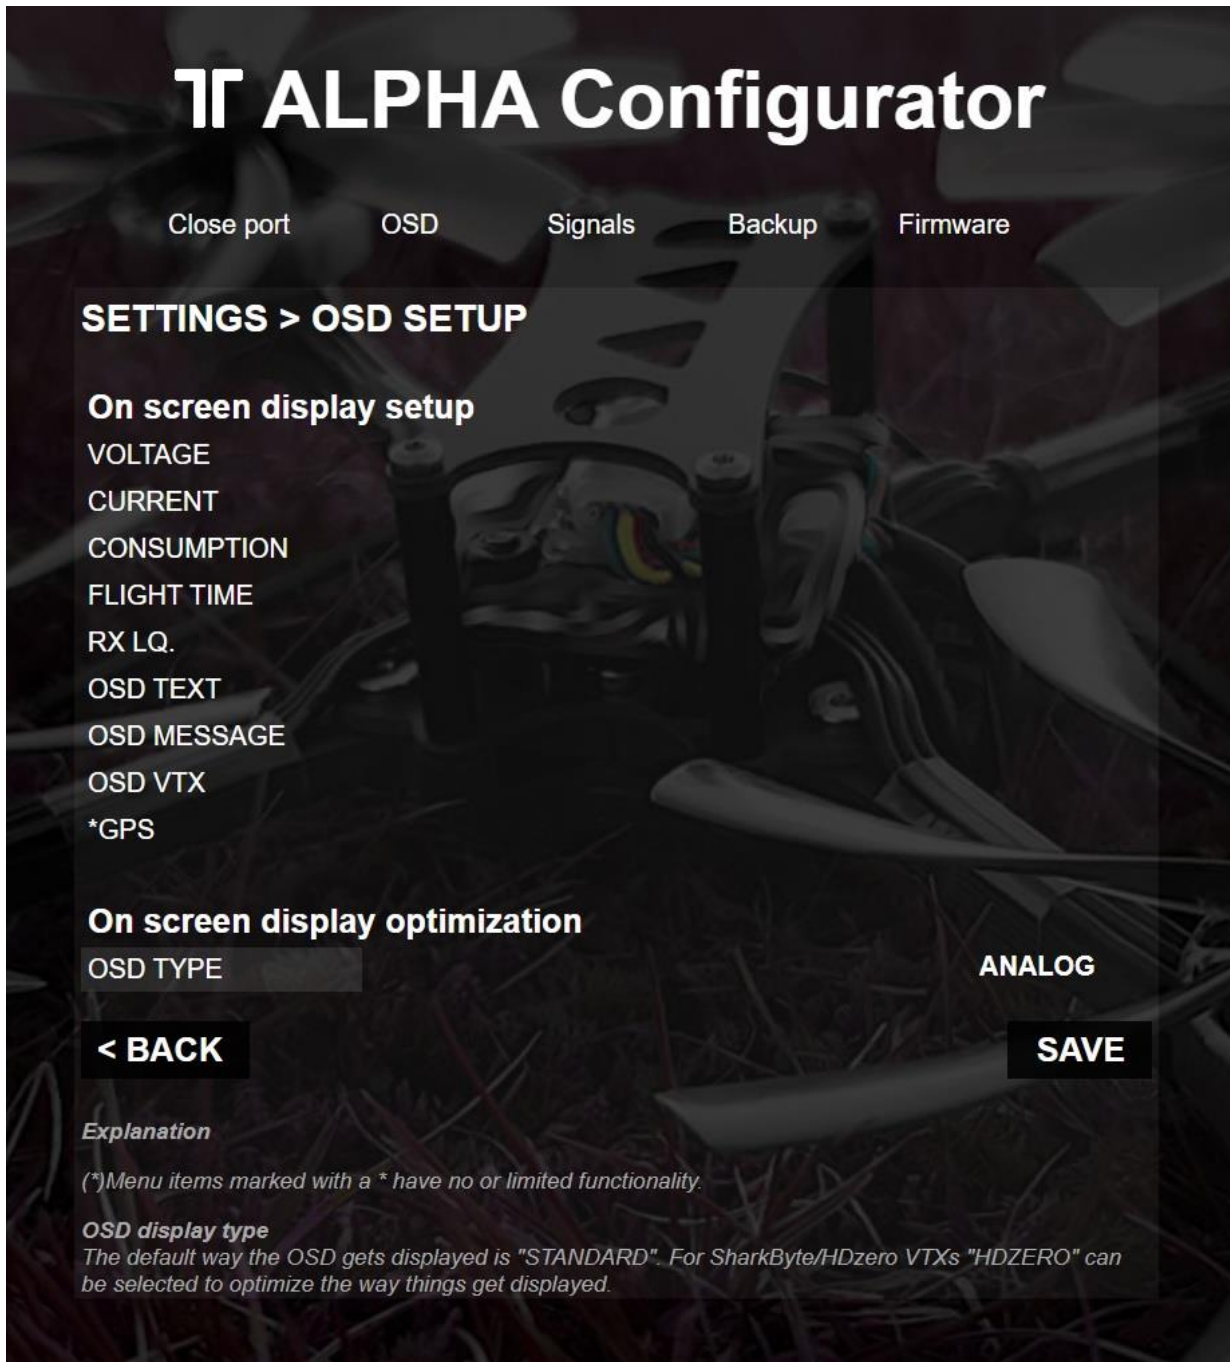 ALPHA Configurator
Close port OSD Signals Backup Firmware
SETTINGS > OSD SETUP
On screen display setup
VOLTAGE
CURRENT
CONSUMPTION
FLIGHT TIME
RX LQ.
OSD TEXT
OSD MESSAGE
OSD VTX
*GPS
On screen display optimization
OSD TYPE ANALOG
< BACK SAVE
Explanation
(*)Menu items marked with a * have no or limited functionality.
OSD display type
The default way the OSD gets displayed is "STANDARD". For SharkByte/HDzero VTXs "HDZERO" can
be selected to optimize the way things get displayed.